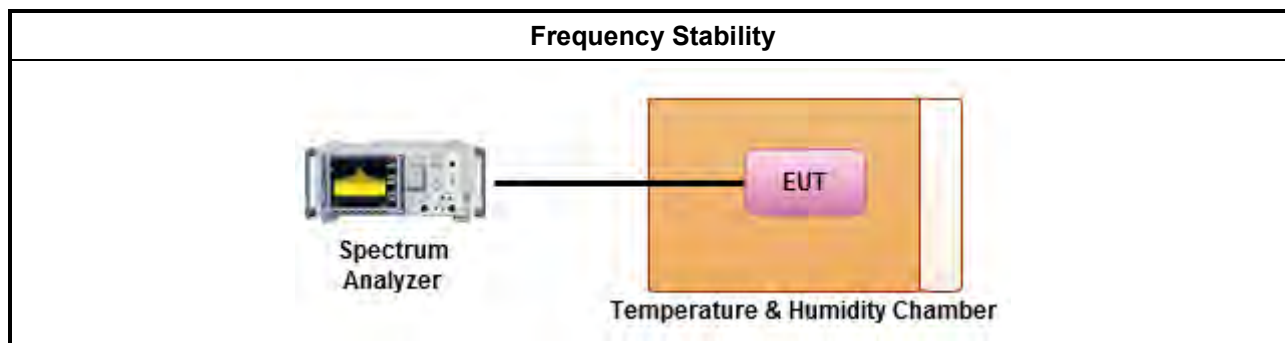 Frequency Stability
EUT
Spectrum
Analyzer
Temperature & Humidity Chamber